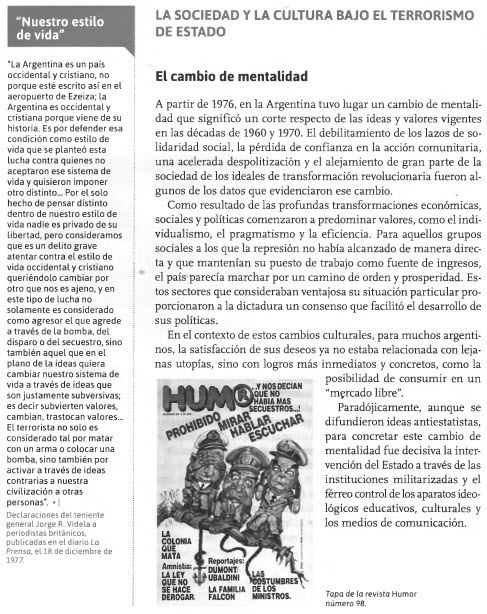 "Nuestro estilo
de vida"
"La Argentina es un país
occidental y cristiano, no
porque esté escrito así en el
aeropuerto de Ezeiza; la
Argentina es occidental y
cristiana porque viene de su
historia. Es por defender esa
condición como estilo de
vida que se planteó esta
lucha contra quienes no
aceptaron ese sistema de
vida y quisieron imponer
otro distinto... Por el solo
hecho de pensar distinto
dentro de nuestro estilo de
vida nadie es privado de su
libertad, pero consideramos
que es un delito grave
atentar contra el estilo de
vida occidental y cristiano
queriéndolo cambiar por
otro que nos es ajeno, y en
este tipo de lucha no
solamente es considerado
como agresor el que agrede
a través de la bomba, del
disparo o del secuestro, sino
también aquel que en el
plano de la ideas quiera
cambiar nuestro sistema de
vida a través de ideas que
son justamente subversivas;
es decir subvierten valores,
cambian, trastocan valores...
El terrorista no solo es
considerado tal por matar
con un arma o colocar una
bomba, sino también por
activar a través de ideas
contrarias a nuestra
civilización a otras
personas".
Declaraciones del teniente
general Jorge R. Videla a
periodistas británicos,
publicadas en el diario La
Prensa, el 18 de diciembre de
1977.
LA SOCIEDAD Y LA CULTURA BAJO EL TERRORISMO
DE ESTADO
El cambio de mentalidad
A partir de 1976, en la Argentina tuvo lugar un cambio de mentali-
dad que significó un corte respecto de las ideas y valores vigentes
en las décadas de 1960 y 1970. El debilitamiento de los lazos de so-
lidaridad social, la pérdida de confianza en la acción comunitaria,
una acelerada despolitización y el alejamiento de gran parte de la
sociedad de los ideales de transformación revolucionaria fueron al-
gunos de los datos que evidenciaron ese cambio.
Como resultado de las profundas transformaciones económicas,
sociales y políticas comenzaron a predominar valores, como el indi-
vidualismo, el pragmatismo y la eficiencia. Para aquellos grupos
sociales a los que la represión no había alcanzado de manera direc-
ta y que mantenían su puesto de trabajo como fuente de ingresos,
el país parecía marchar por un camino de orden y prosperidad. Es-
tos sectores que consideraban ventajosa su situación particular pro-
porcionaron a la dictadura un consenso que facilitó el desarrollo de
sus políticas.
En el contexto de estos cambios culturales, para muchos argenti-
nos, la satisfacción de sus deseos ya no estaba relacionada con leja-
nas utopías, sino con logros más inmediatos y concretos, como la
posibilidad de consumir en un
"mercado libre".
Paradójicamente, aunque se
difundieron ideas antiestatistas,
para concretar este cambio de
mentalidad fue decisiva la inter-
vención del Estado a través de las
instituciones militarizadas y el
férreo control de los aparatos ideo-
lógicos educativos, culturales y
los medios de comunicación.
HUMOR
...Y NOS DECIAN
QUE NO
HABIA MAS
SECUESTROS...!
PROHIBIDO MIRAR, HABLAR, ESCUCHAR
LA
COLONIA
QUE
MATA
Amnistia:
LA LEY
QUE NO
SE HACE
DEROGAR.
Reportajes:
DUMONT/
UBALDINI
LA FAMILIA
FALCON
LAS
COSTUMBRES
DE LOS
MINISTROS.
Tapa de la revista Humor
número 98.